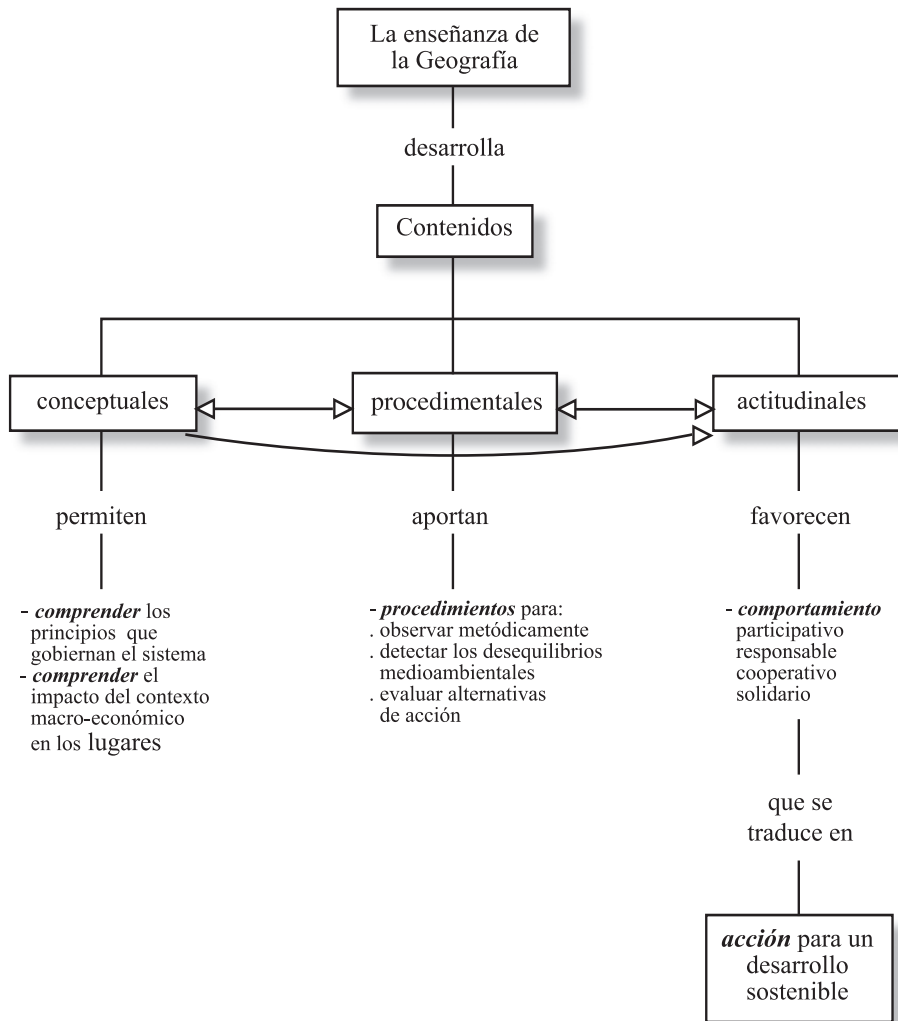 La enseñanza de
la Geografía
desarrolla
Contenidos
conceptuales
procedimentales
actitudinales
permiten
aportan
favorecen
- comprender los
principios que
gobiernan el sistema
- comprender el
impacto del contexto
macro-económico
en los lugares
- procedimientos para:
. observar metódicamente
. detectar los desequilibrios
medioambientales
. evaluar alternativas
de acción
- comportamiento
participativo
responsable
cooperativo
solidario
que se
traduce en
acción para un
desarrollo
sostenible